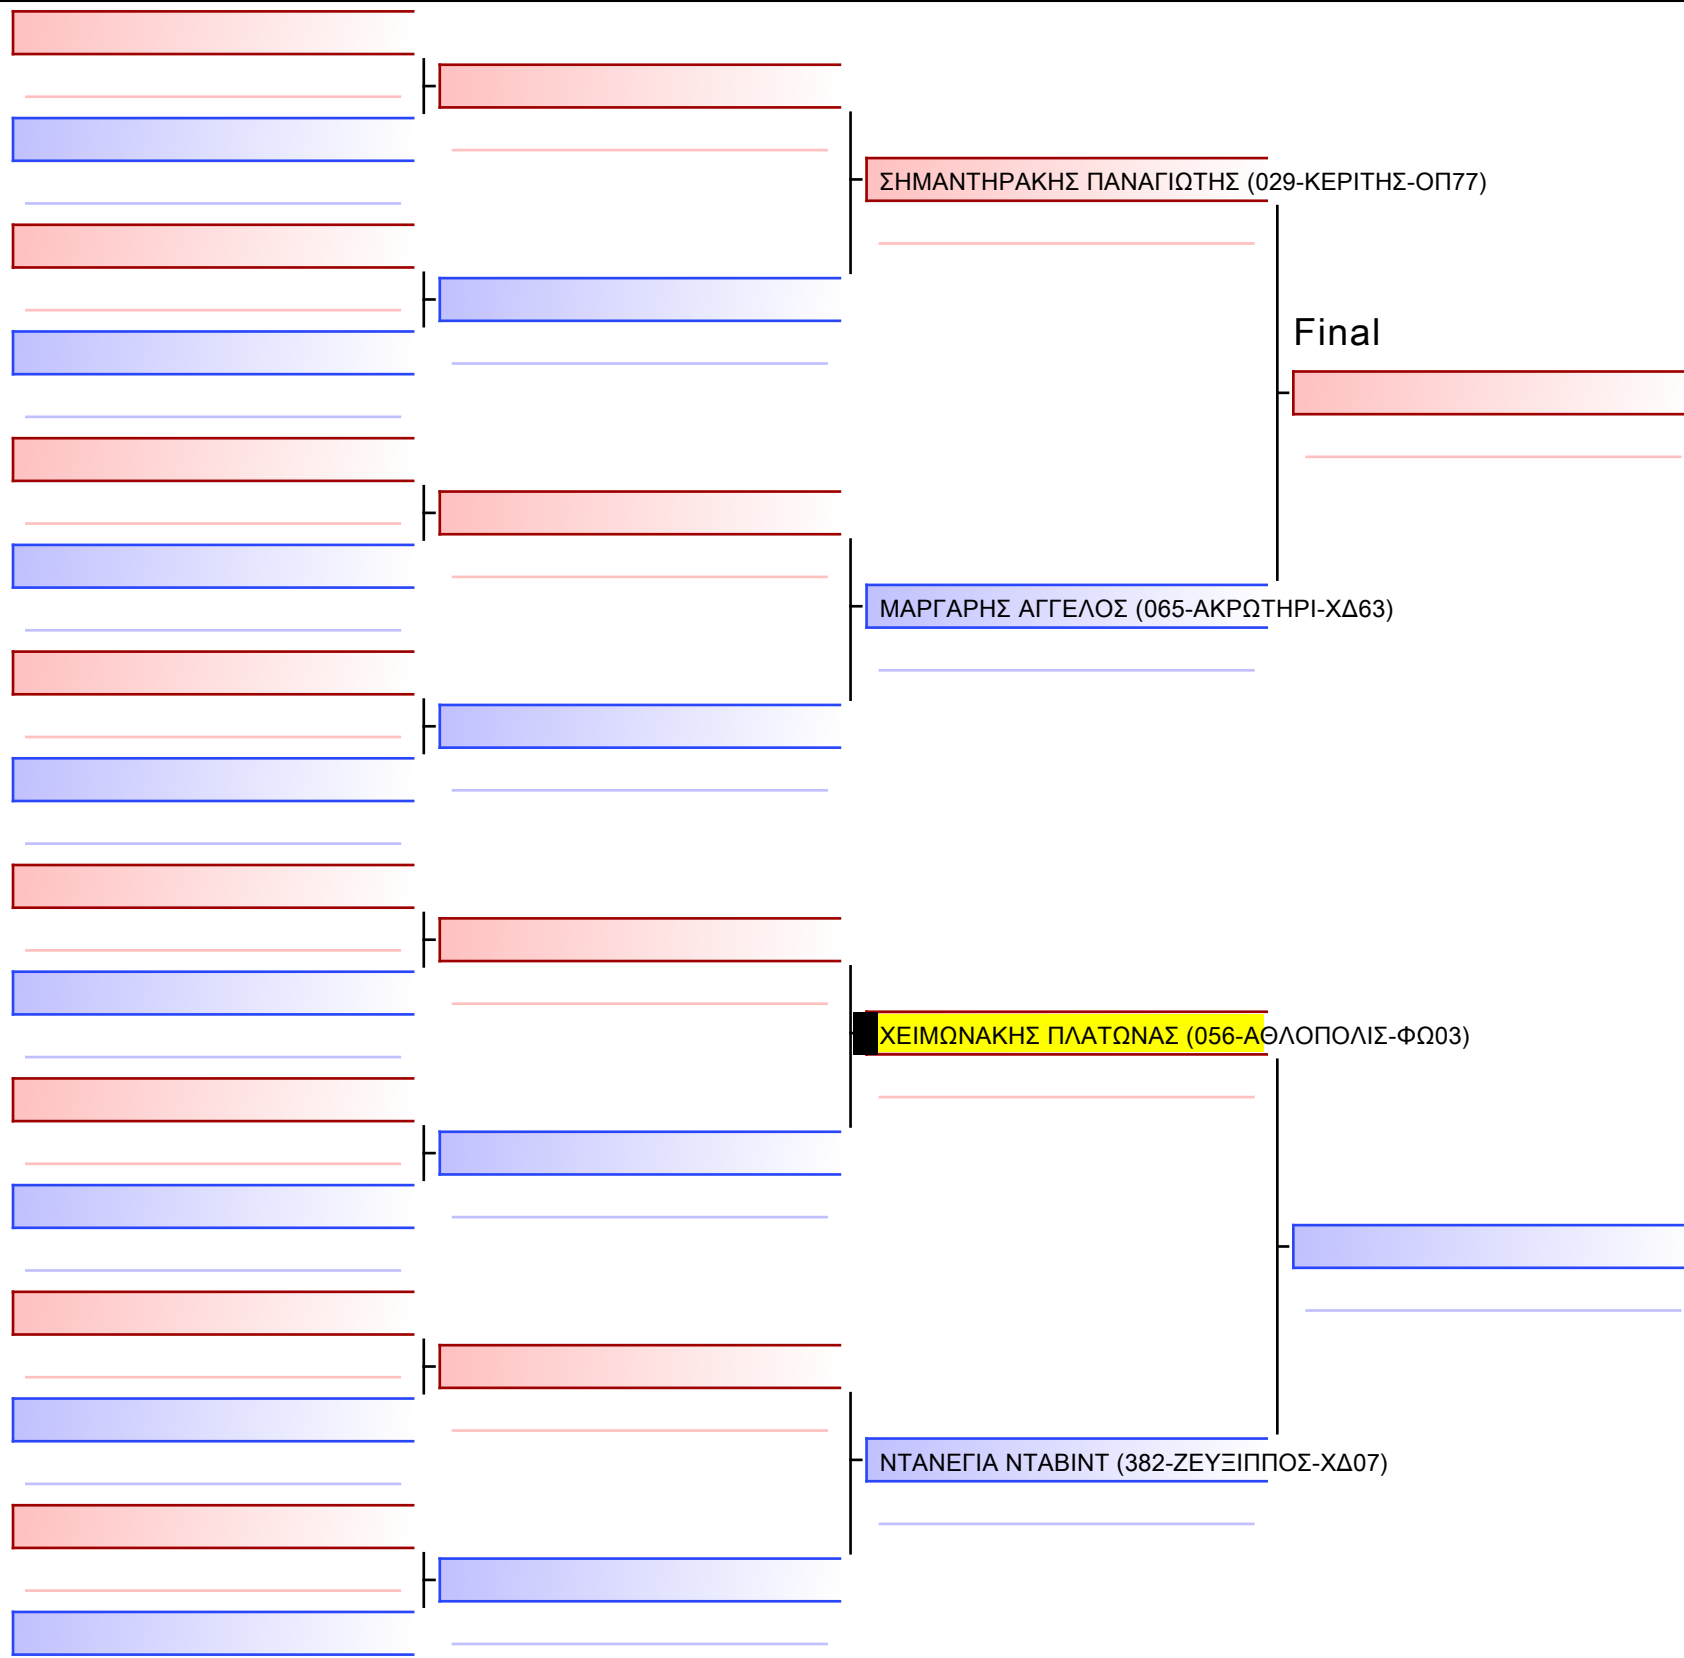 ΣΗΜΑΝΤΗΡΑΚΗΣ ΠΑΝΑΓΙΩΤΗΣ (029-ΚΕΡΙΤΗΣ-ΟΠ77)
Final
ΜΑΡΓΑΡΗΣ ΑΓΓΕΛΟΣ (065-ΑΚΡΩΤΗΡΙ-ΧΔ63)
ΧΕΙΜΩΝΑΚΗΣ ΠΛΑΤΩΝΑΣ (056-ΑΘΛΟΠΟΛΙΣ-ΦΩ03)
ΝΤΑΝΕΓΙΑ ΝΤΑΒΙΝΤ (382-ΖΕΥΞΙΠΠΟΣ-ΧΔ07)